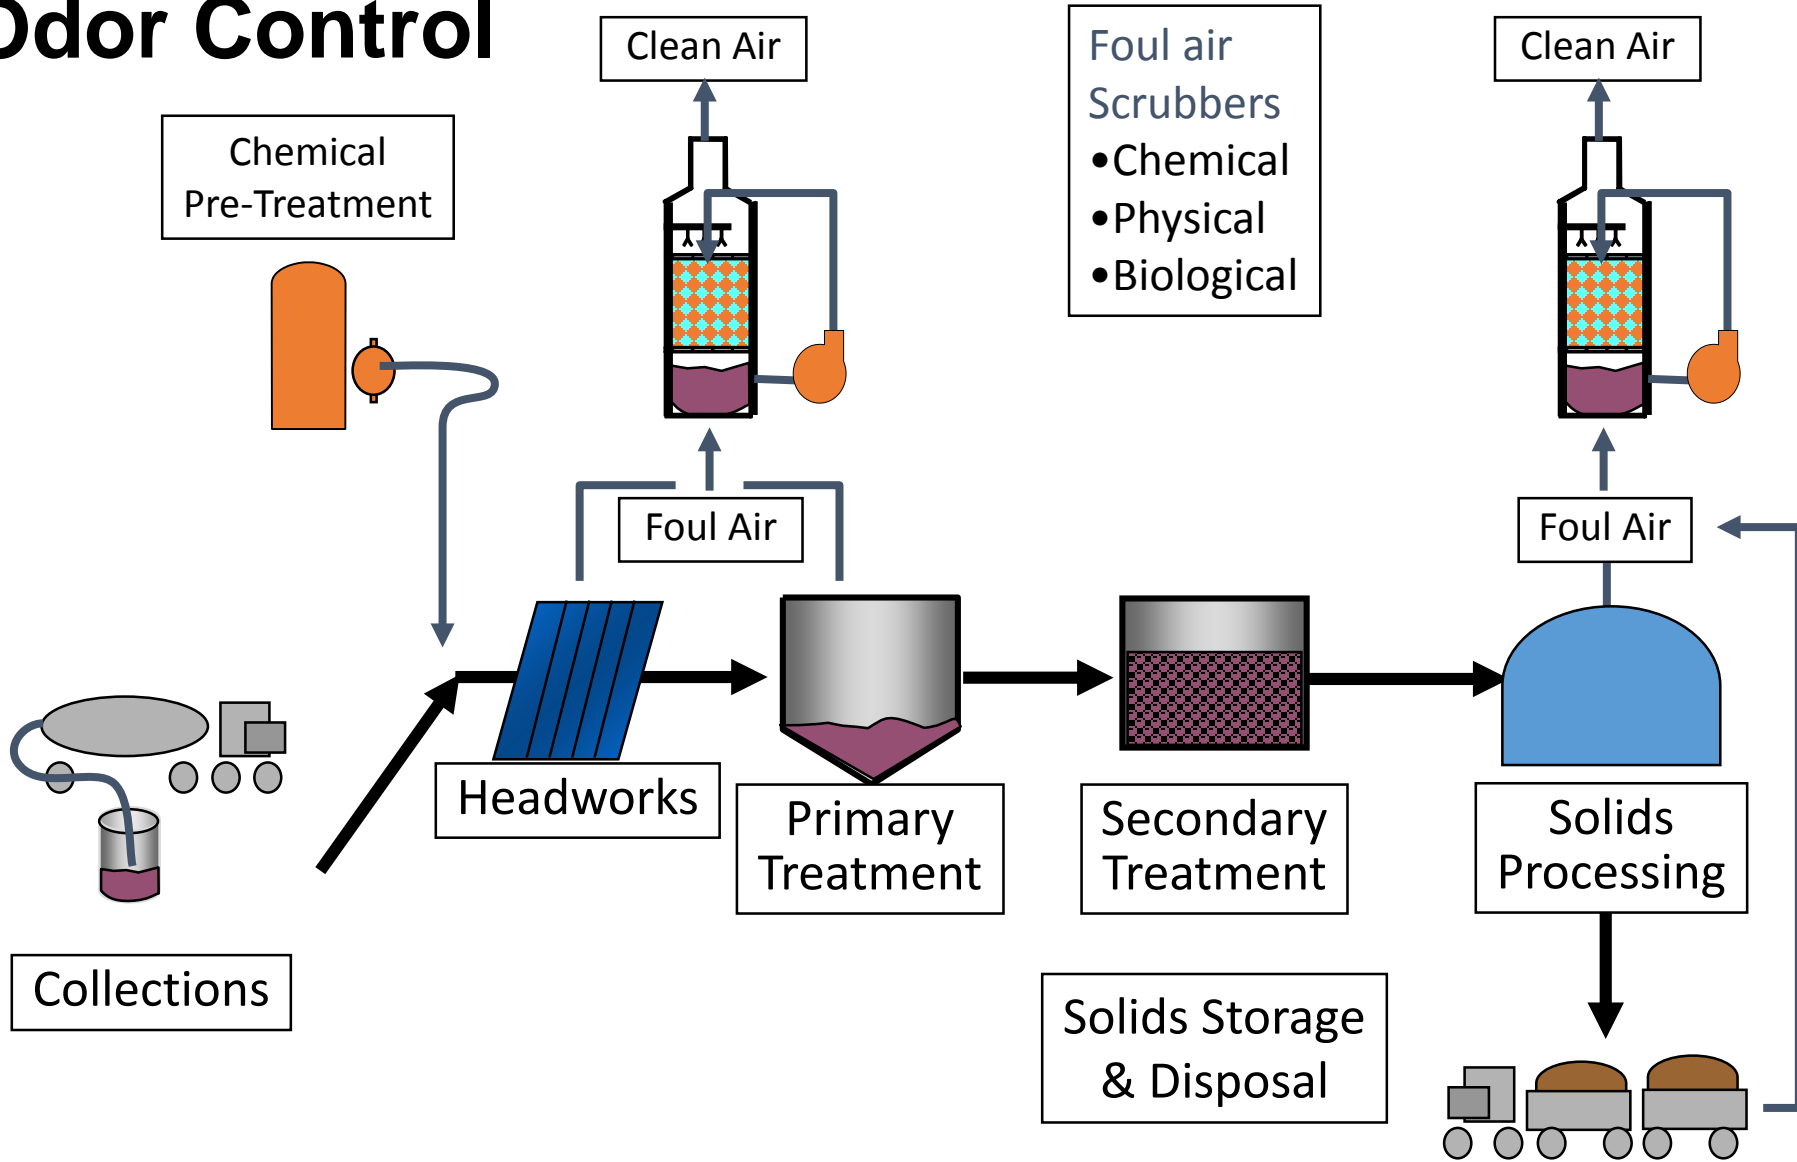 Odor Control
Clean Air
Foul air
Scrubbers
•Chemical
•Physical
•Biological
Clean Air
Chemical
Pre-Treatment
Foul Air
Foul Air
Headworks
Primary
Treatment
Secondary
Treatment
Solids
Processing
Collections
Solids Storage
& Disposal